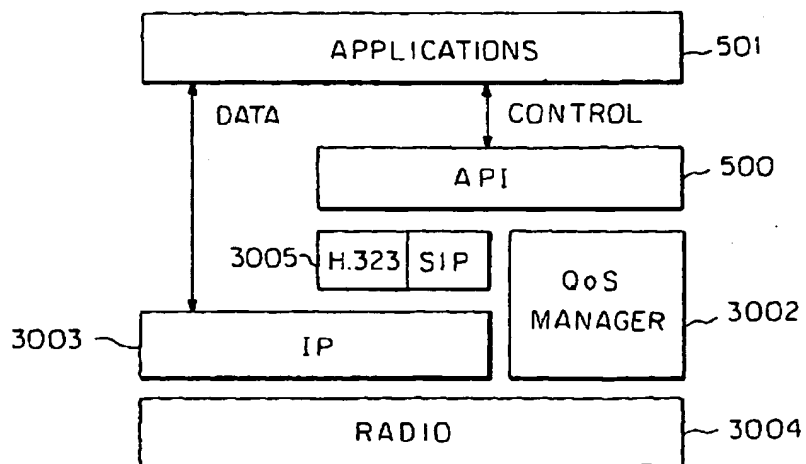 APPLICATIONS
501
DATA
CONTROL
API
500
3005
H.323
SIP
QoS
MANAGER
3002
3003
IP
RADIO
3004